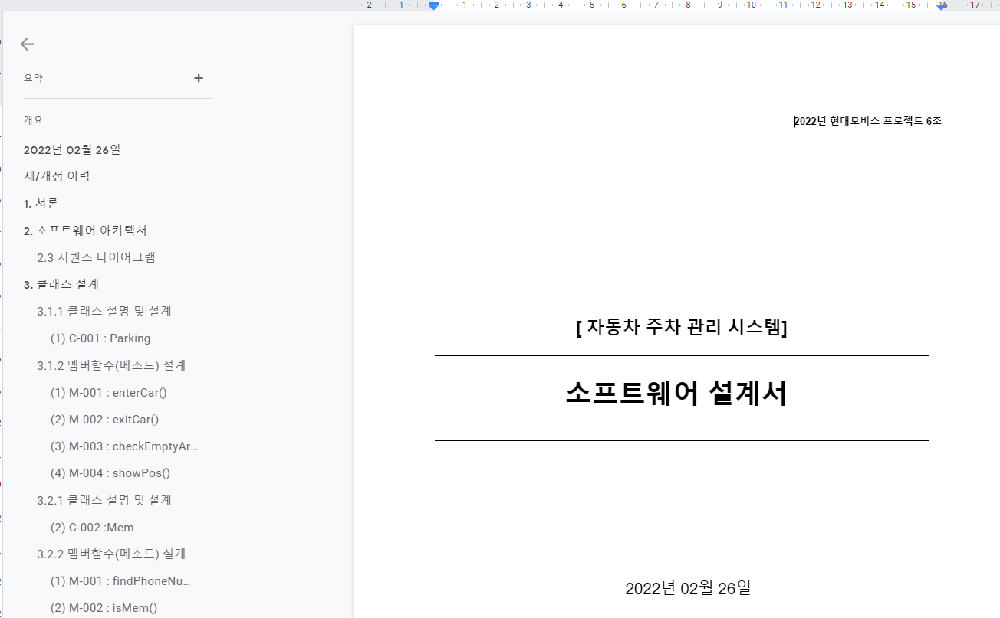 2 1 1 2 3 4 5 6 7 8 9 10 11 12 13 14 15 16 17
요약
개요
2022년 02월 26일
제/개정 이력
1. 서론
2. 소프트웨어 아키텍처
2.3 시퀀스 다이어그램
3. 클래스 설계
3.1.1 클래스 설명 및 설계
(1) C-001 : Parking
3.1.2 멤버함수(메소드) 설계
(1) M-001 : enterCar()
(2) M-002 : exitCar()
(3) M-003 : checkEmptyAr...
(4) M-004 : showPos()
3.2.1 클래스 설명 및 설계
(2) C-002 :Mem
3.2.2 멤버함수(메소드) 설계
(1) M-001 : findPhoneNu...
(2) M-002 : isMem()
2022년 현대모비스 프로젝트 6조
[ 자동차 주차 관리 시스템]
소프트웨어 설계서
2022년 02월 26일